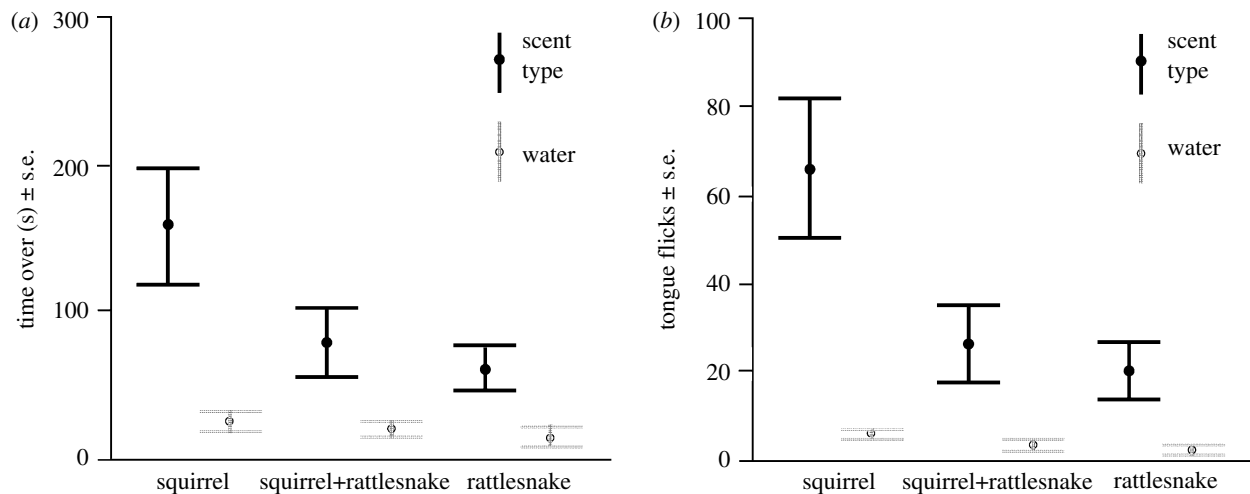 (a)
300
200
100
0
time over (s) ± s.e.
scent
type
water
squirrel
squirrel+rattlesnake
rattlesnake
(b)
100
80
60
40
20
0
tongue flicks ± s.e.
scent
type
water
squirrel
squirrel+rattlesnake
rattlesnake